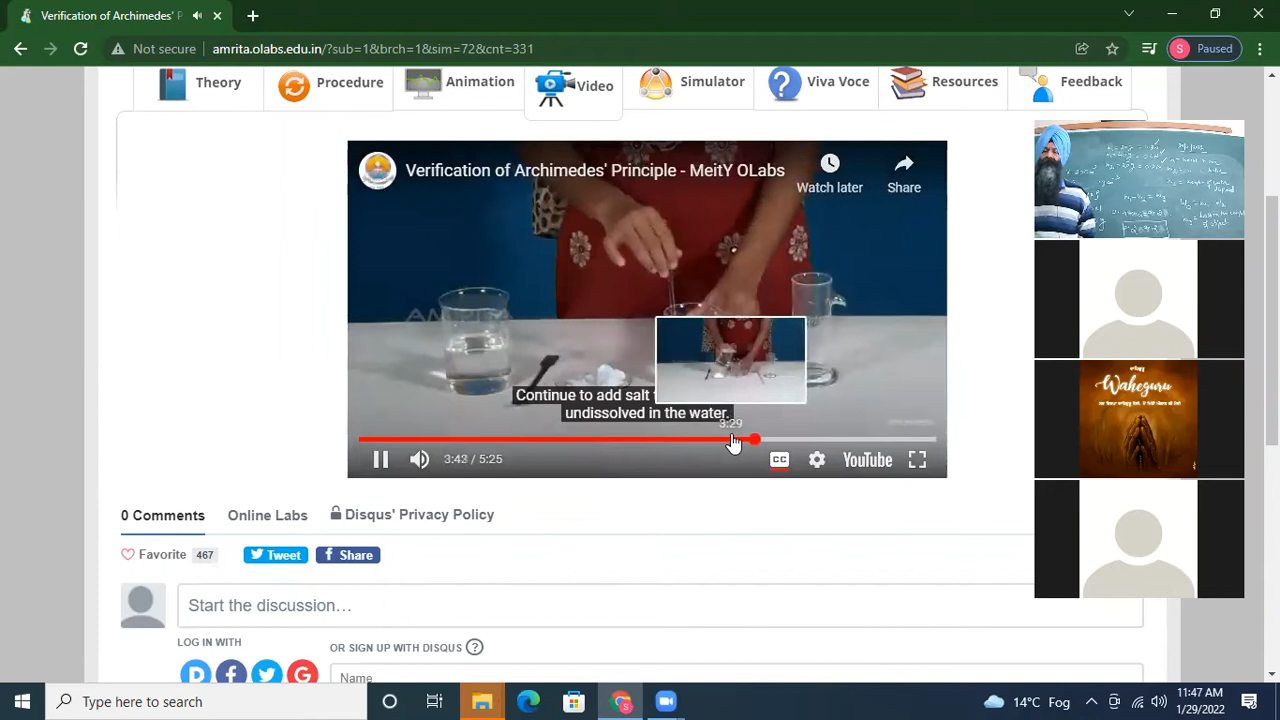 Verification of Archimedes' P
Not secure
amrita.olabs.edu.in/?sub=1&brch=1&sim=72&cnt=331
S Paused
Theory
Procedure
Animation
Video
Simulator
Viva Voce
Resources
Feedback
Verification of Archimedes' Principle - MeitY OLabs
Watch later
Share
Continue to add salt
undissolved in the water.
3:29
3:43 / 5:25
CC
YouTube
Waheguru
0 Comments
Online Labs
Disqus' Privacy Policy
Favorite 467
Tweet
f Share
Start the discussion…
LOG IN WITH
OR SIGN UP WITH DISQUS ?
D f G
Name
Type here to search
14°C Fog
11:47 AM
1/29/2022